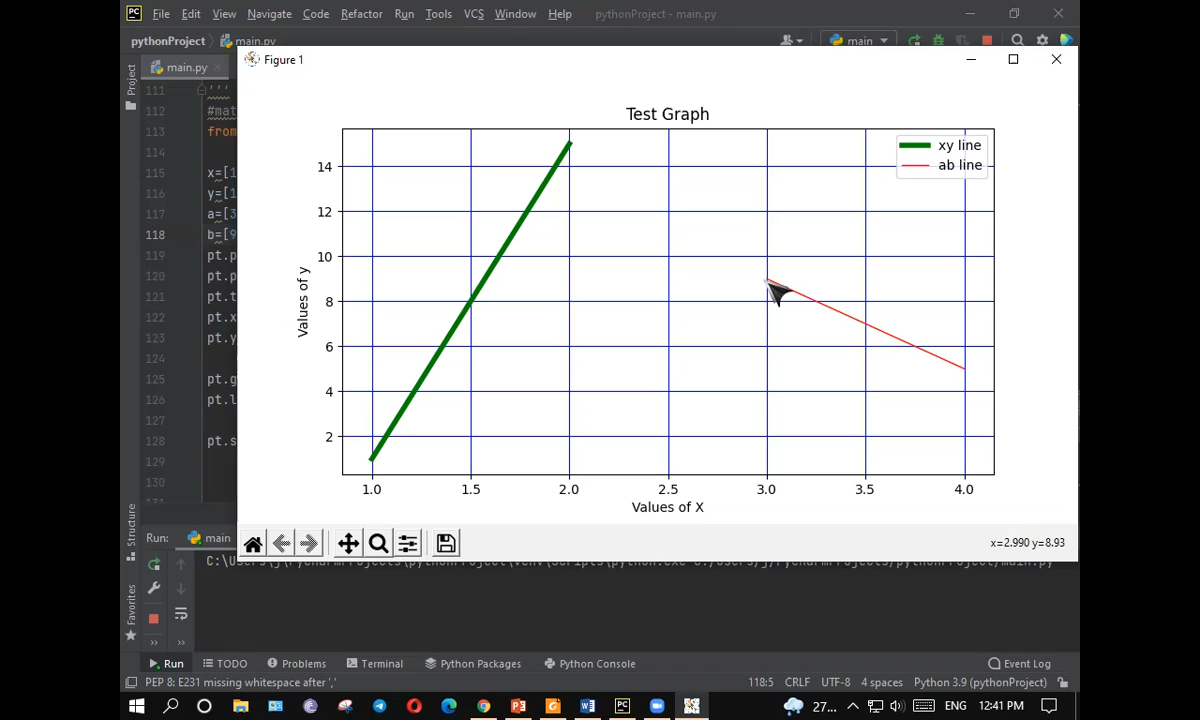 File Edit View Navigate Code Refactor Run Tools VCS Window Help pythonProject - main.py
pythonProject main.py main
Figure 1
Project
main.py
111 '''
112 #mat
113 from
114
115 x=[1
116 y=[1
117 a=[3
118 b=[9
119 pt.p
120 pt.p
121 pt.t
122 pt.x
123 pt.y
124
125 pt.g
126 pt.l
127
128 pt.s
129
130
Test Graph
xy line
ab line
14
12
10
8
6
4
2
Values of y
1.0 1.5 2.0 2.5 3.0 3.5 4.0
Values of X
x=2.990 y=8.93
Structure
Favorites
Run: main
Run TODO Problems Terminal Python Packages Python Console Event Log
PEP 8: E231 missing whitespace after ',' 118:5 CRLF UTF-8 4 spaces Python 3.9 (pythonProject)
27... ENG 12:41 PM